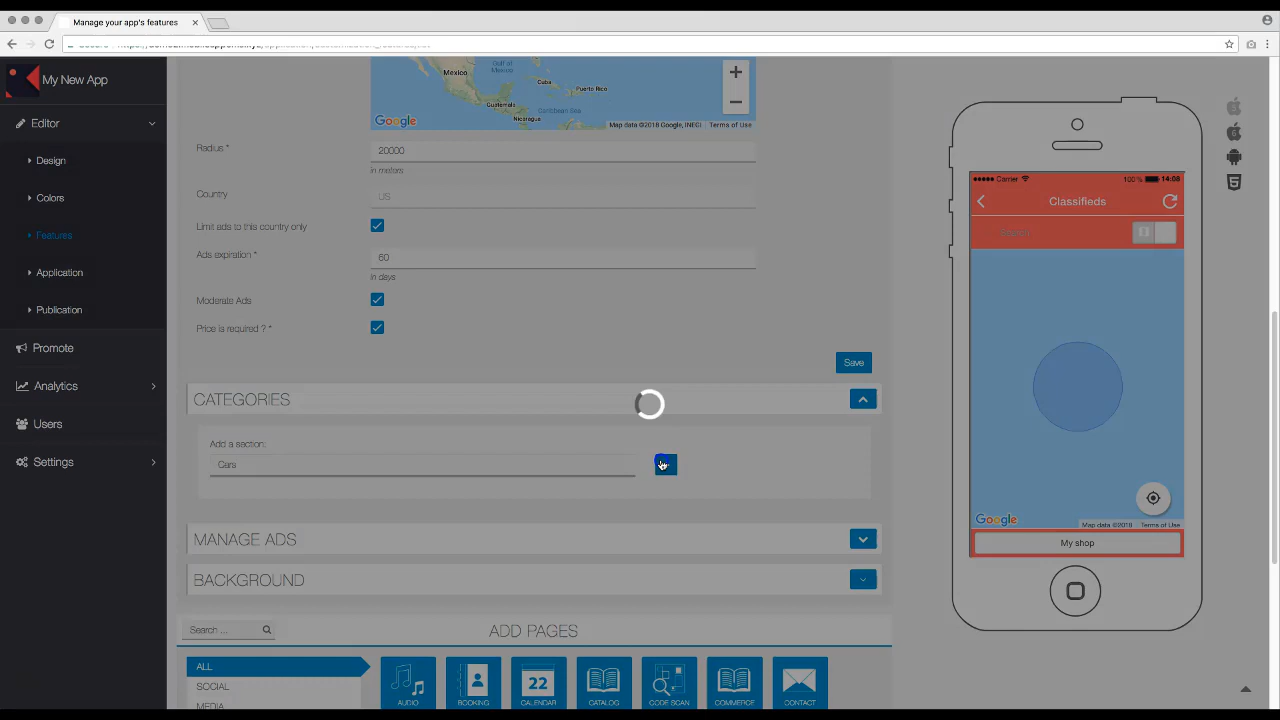 Manage your app's features
My New App
Editor
Design
Colors
Features
Application
Publication
Promote
Analytics
Users
Settings
Gulf of
Mexico
Mexico
Cuba
Puerto Rico
Guatemala
Caribbean Sea
Nicaragua
Google
Map data ©2018 Google, INEGI
Terms of Use
Radius *
20000
in meters
Country
US
Limit ads to this country only
Ads expiration *
60
in days
Moderate Ads
Price is required ? *
Save
CATEGORIES
Add a section:
Cars
MANAGE ADS
BACKGROUND
Search ...
ADD PAGES
ALL
SOCIAL
MEDIA
AUDIO
BOOKING
22
CALENDAR
CATALOG
CODE SCAN
COMMERCE
CONTACT
Carrier
100 %
14:08
Classifieds
Search
Google
Map data ©2018
Terms of Use
My shop